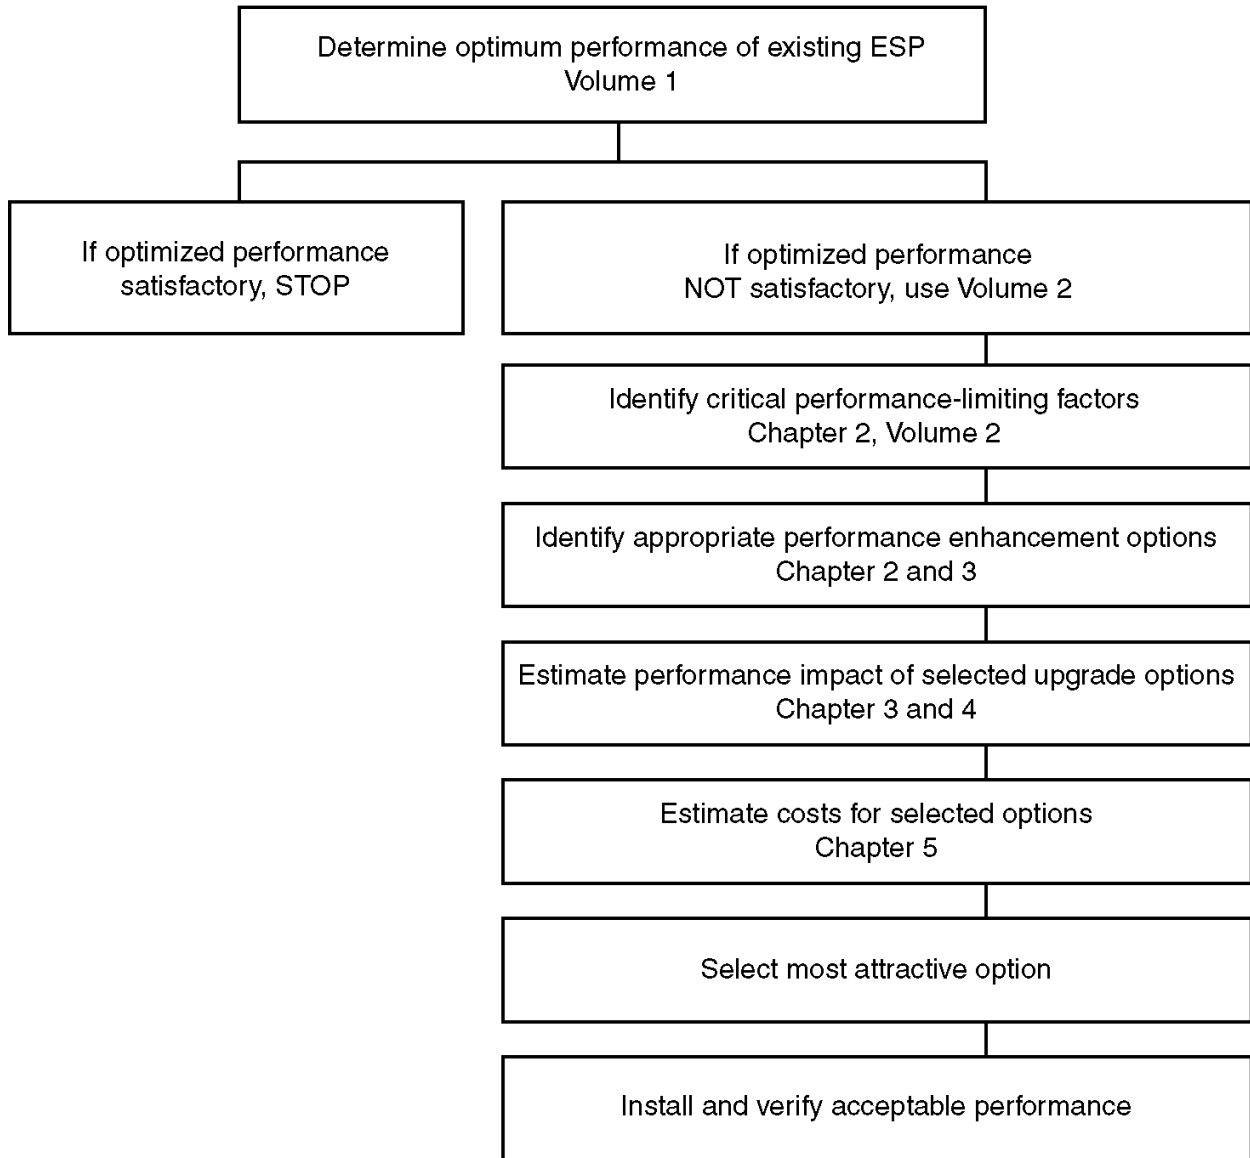 Determine optimum performance of existing ESP
Volume 1
If optimized performance
satisfactory, STOP
If optimized performance
NOT satisfactory, use Volume 2
Identify critical performance-limiting factors
Chapter 2, Volume 2
Identify appropriate performance enhancement options
Chapter 2 and 3
Estimate performance impact of selected upgrade options
Chapter 3 and 4
Estimate costs for selected options
Chapter 5
Select most attractive option
Install and verify acceptable performance